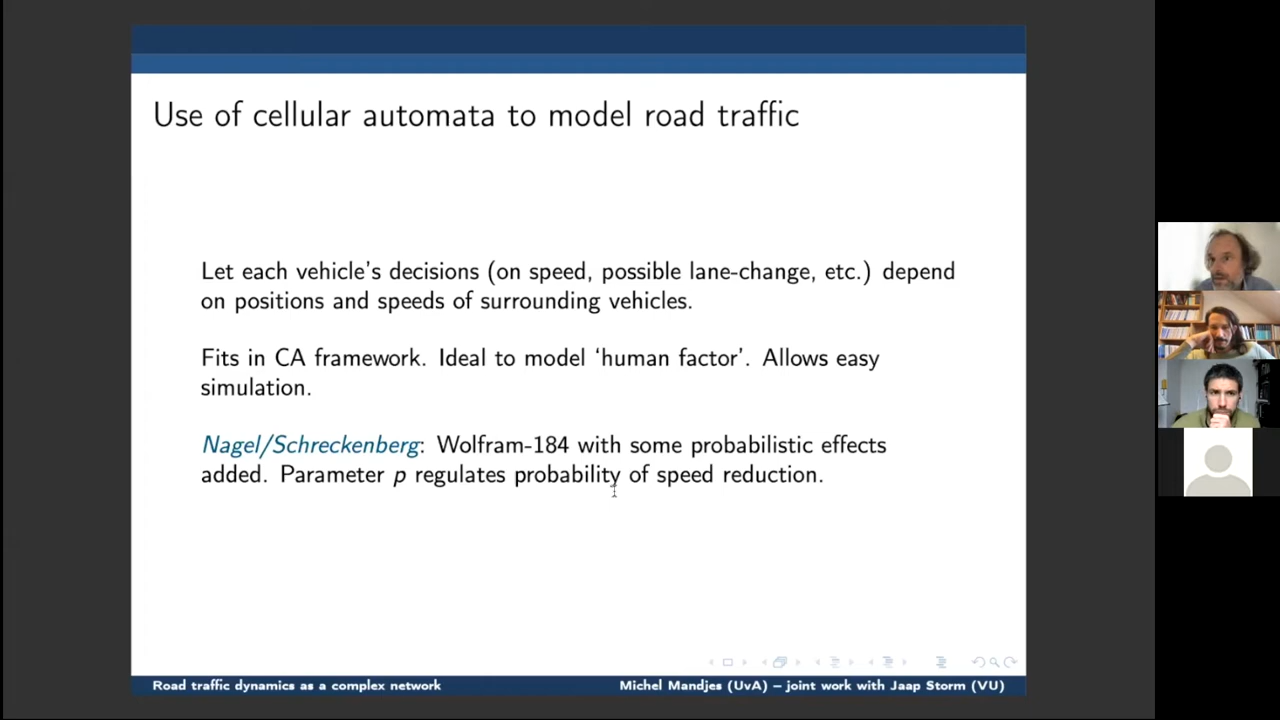 Use of cellular automata to model road traffic
Let each vehicle's decisions (on speed, possible lane-change, etc.) depend
on positions and speeds of surrounding vehicles.
Fits in CA framework. Ideal to model ‘human factor’. Allows easy
simulation.
Nagel/Schreckenberg: Wolfram-184 with some probabilistic effects
added. Parameter p regulates probability of speed reduction.
Road traffic dynamics as a complex network
Michel Mandjes (UvA) – joint work with Jaap Storm (VU)